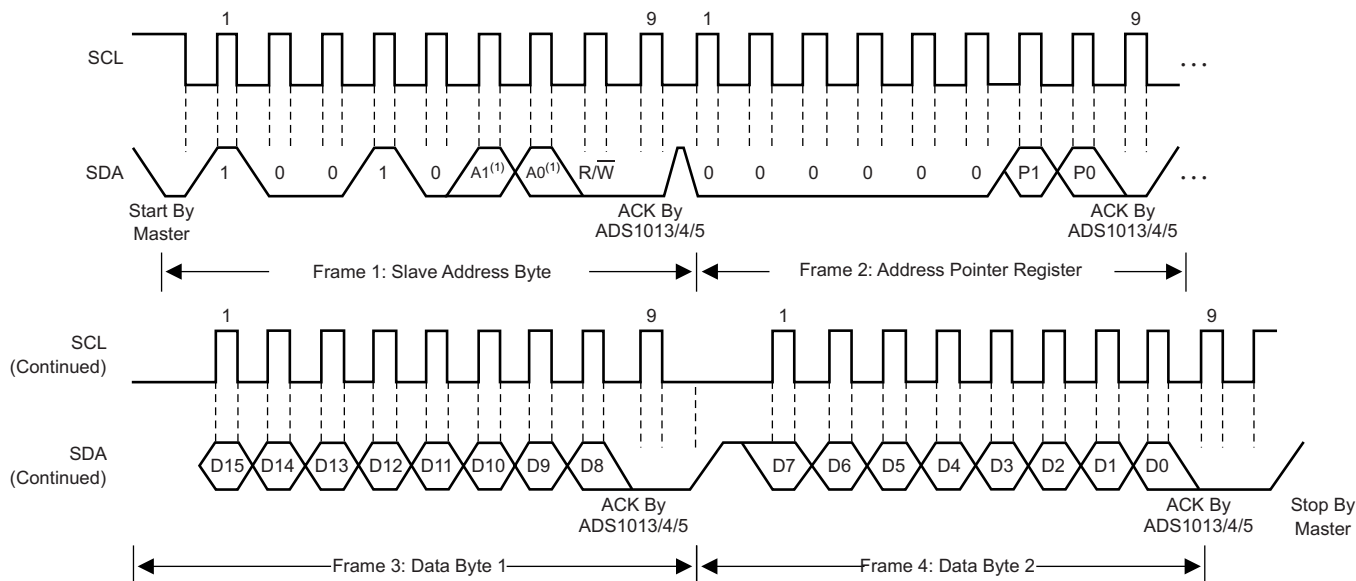 1 9 1 9
SCL ...
SDA 1 0 0 1 0 A1(1) A0(1) R/W̅ 0 0 0 0 0 0 P1 P0 ...
Start By
Master
ACK By
ADS1013/4/5
ACK By
ADS1013/4/5
Frame 1: Slave Address Byte
Frame 2: Address Pointer Register
1 9 1 9
SCL
(Continued)
SDA
(Continued)
D15 D14 D13 D12 D11 D10 D9 D8 D7 D6 D5 D4 D3 D2 D1 D0
ACK By
ADS1013/4/5
ACK By
ADS1013/4/5
Stop By
Master
Frame 3: Data Byte 1
Frame 4: Data Byte 2